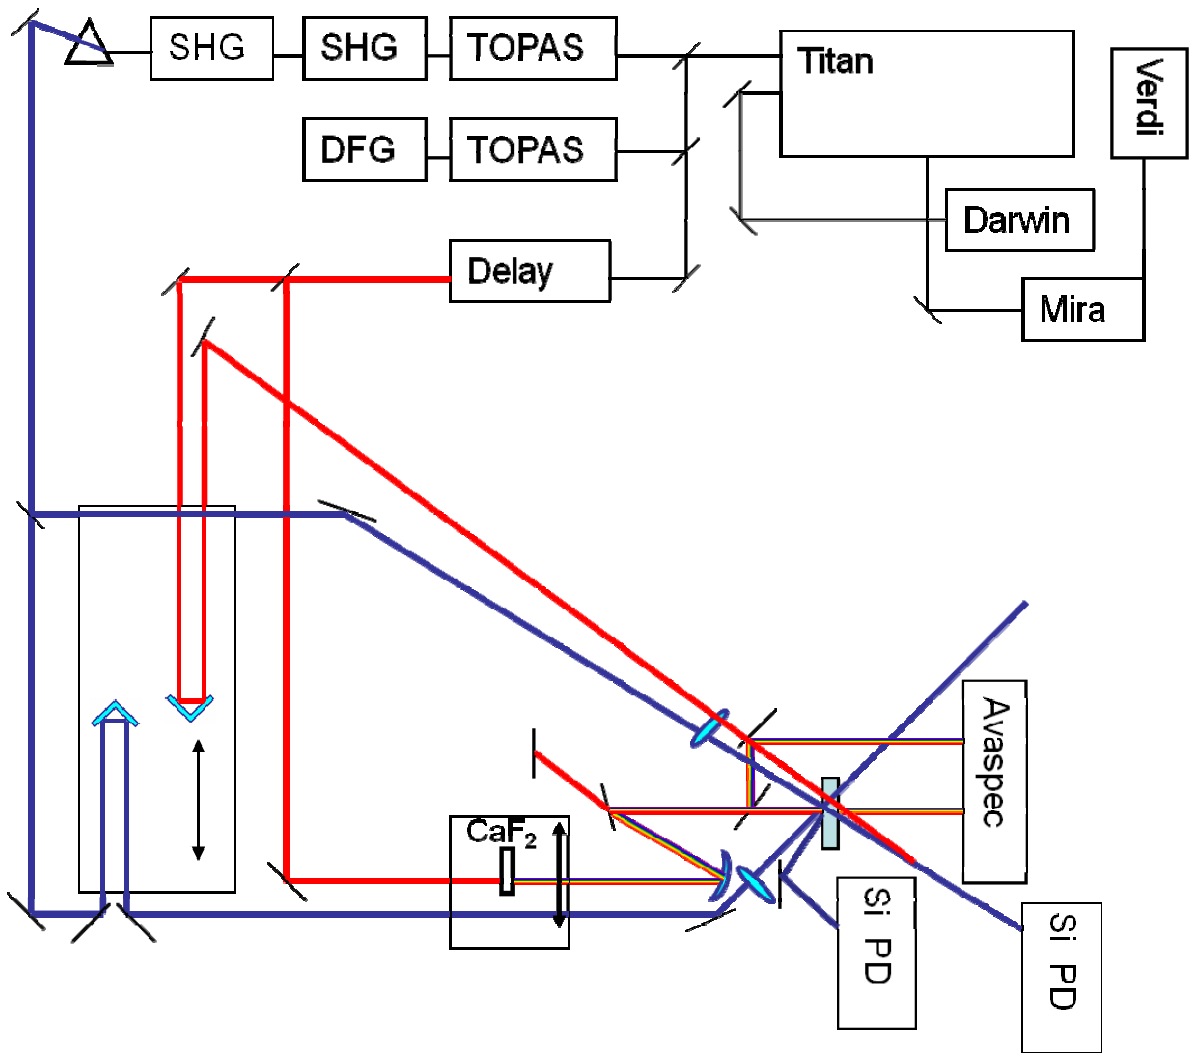 SHG
SHG
TOPAS
Titan
Verdi
DFG
TOPAS
Darwin
Delay
Mira
Avaspec
CaF₂
Si PD
Si PD